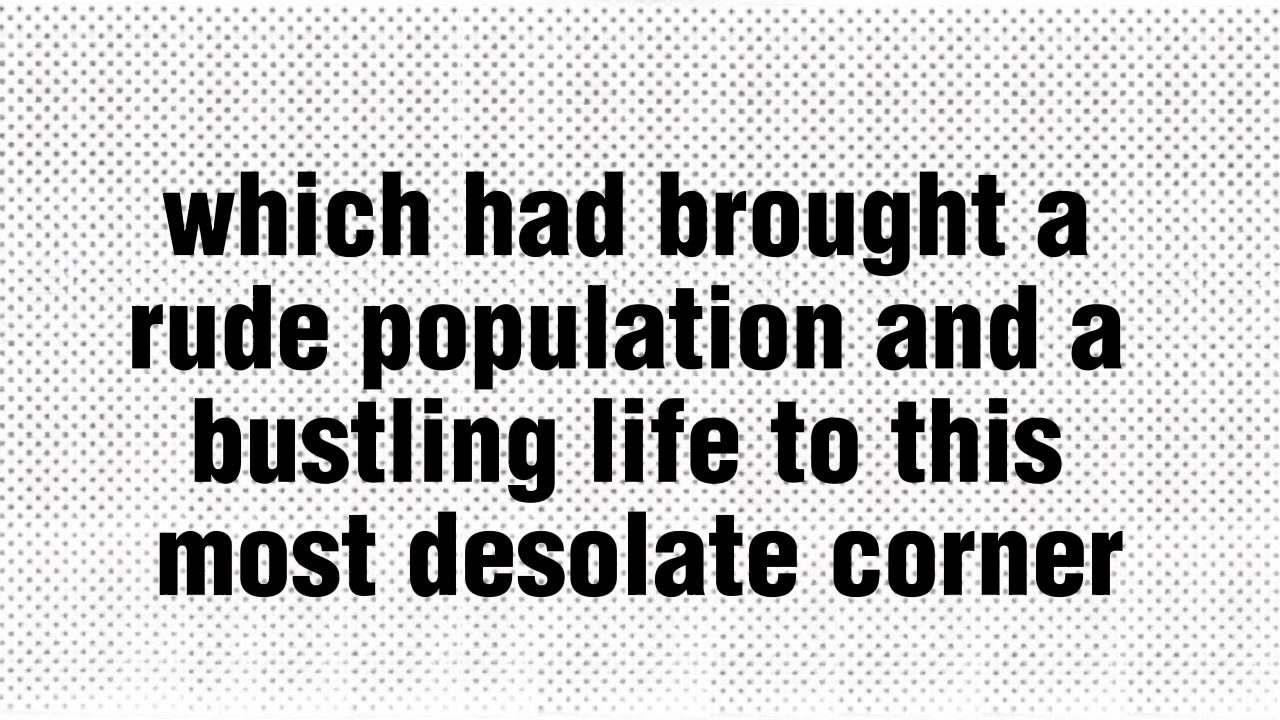 which had brought a
rude population and a
bustling life to this
most desolate corner